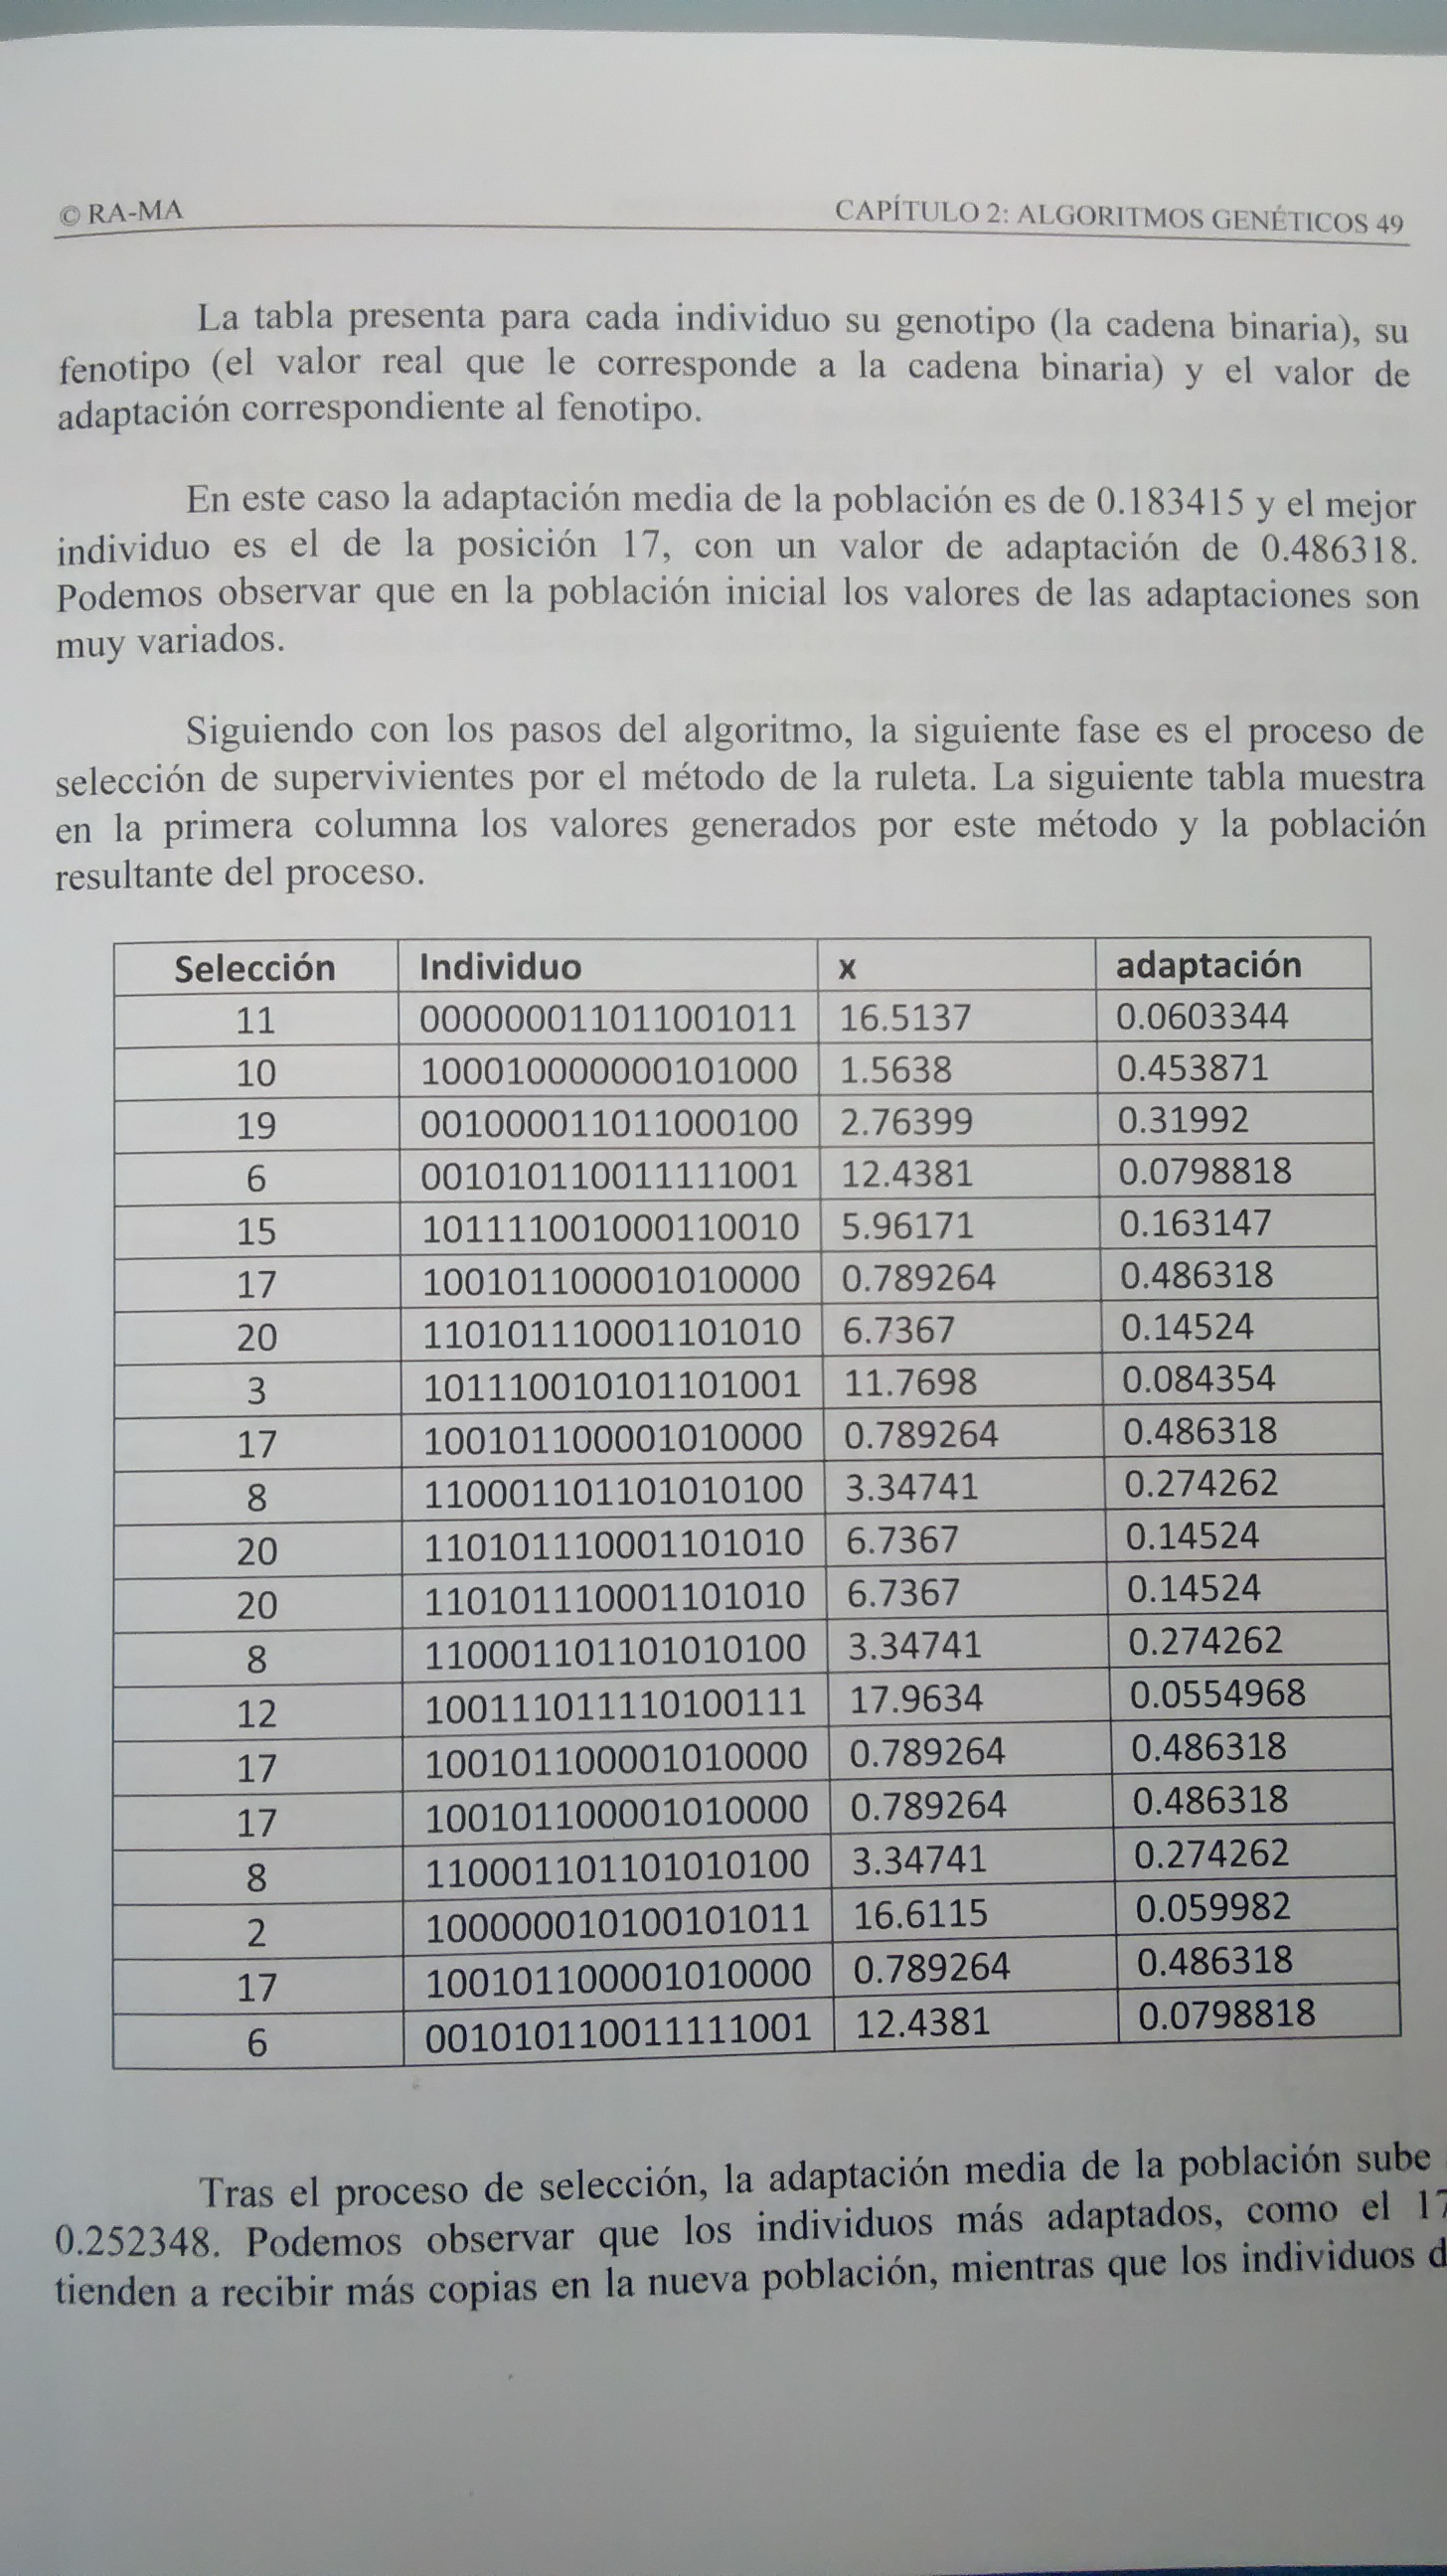 © RA-MA CAPÍTULO 2: ALGORITMOS GENÉTICOS 49
La tabla presenta para cada individuo su genotipo (la cadena binaria), su
fenotipo (el valor real que le corresponde a la cadena binaria) y el valor de
adaptación correspondiente al fenotipo.
En este caso la adaptación media de la población es de 0.183415 y el mejor
individuo es el de la posición 17, con un valor de adaptación de 0.486318.
Podemos observar que en la población inicial los valores de las adaptaciones son
muy variados.
Siguiendo con los pasos del algoritmo, la siguiente fase es el proceso de
selección de supervivientes por el método de la ruleta. La siguiente tabla muestra
en la primera columna los valores generados por este método y la población
resultante del proceso.
Selección Individuo x adaptación
11 000000011011001011 16.5137 0.0603344
10 100010000000101000 1.5638 0.453871
19 001000011011000100 2.76399 0.31992
6 001010110011111001 12.4381 0.0798818
15 101111001000110010 5.96171 0.163147
17 100101100001010000 0.789264 0.486318
20 110101110001101010 6.7367 0.14524
3 101110010101101001 11.7698 0.084354
17 100101100001010000 0.789264 0.486318
8 110001101101010100 3.34741 0.274262
20 110101110001101010 6.7367 0.14524
20 110101110001101010 6.7367 0.14524
8 110001101101010100 3.34741 0.274262
12 100111011110100111 17.9634 0.0554968
17 100101100001010000 0.789264 0.486318
17 100101100001010000 0.789264 0.486318
8 110001101101010100 3.34741 0.274262
2 100000010100101011 16.6115 0.059982
17 100101100001010000 0.789264 0.486318
6 001010110011111001 12.4381 0.0798818
Tras el proceso de selección, la adaptación media de la población sube
0.252348. Podemos observar que los individuos más adaptados, como el 17
tienden a recibir más copias en la nueva población, mientras que los individuos d